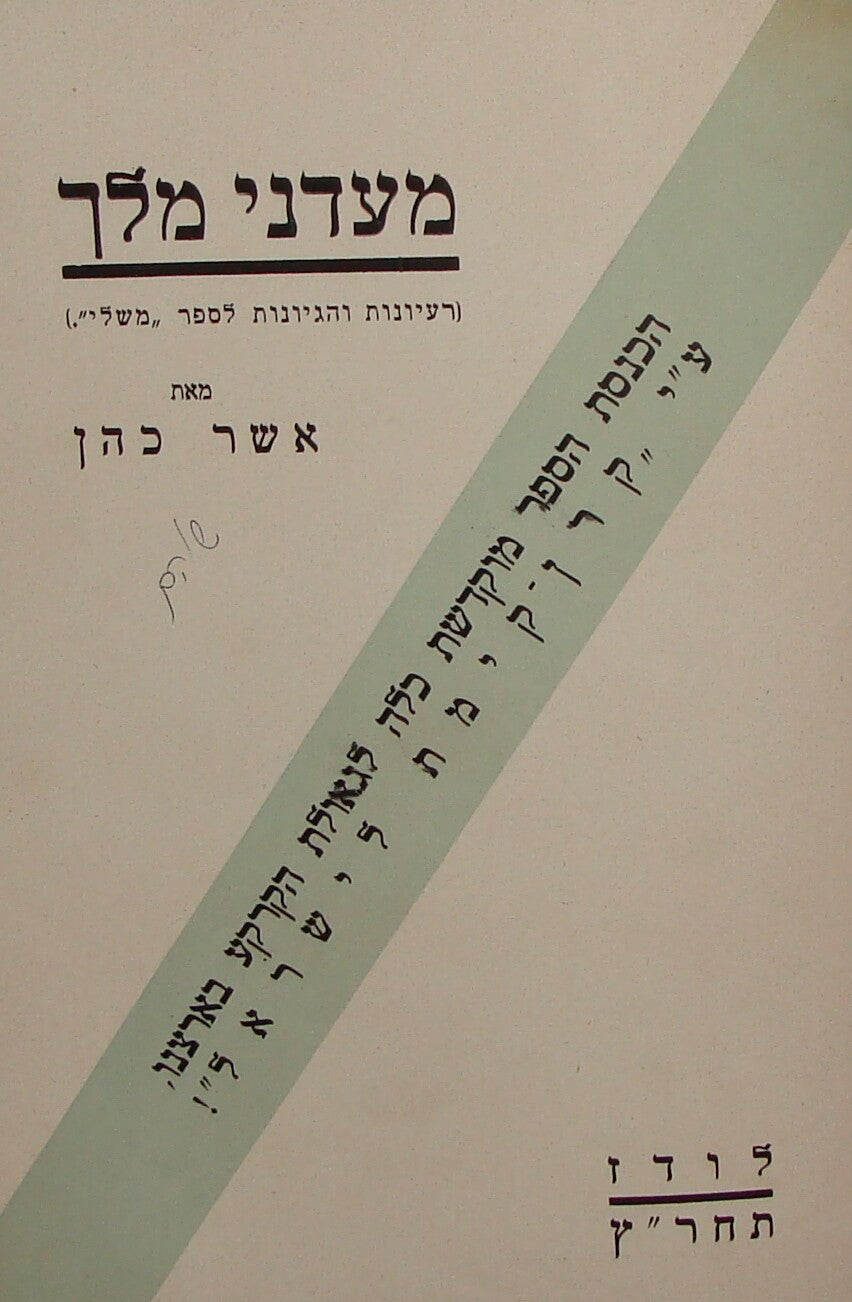 מעדני מלך
(רעיונות והגיונות לספר „משלי”.)
מאת
אשר כהן
הכנסת הספר מוקדשת כלה לגאולת הקרקע בארצנו,
ע״י „קרן-קימת לישראל”!
לודז
תחר״ץ